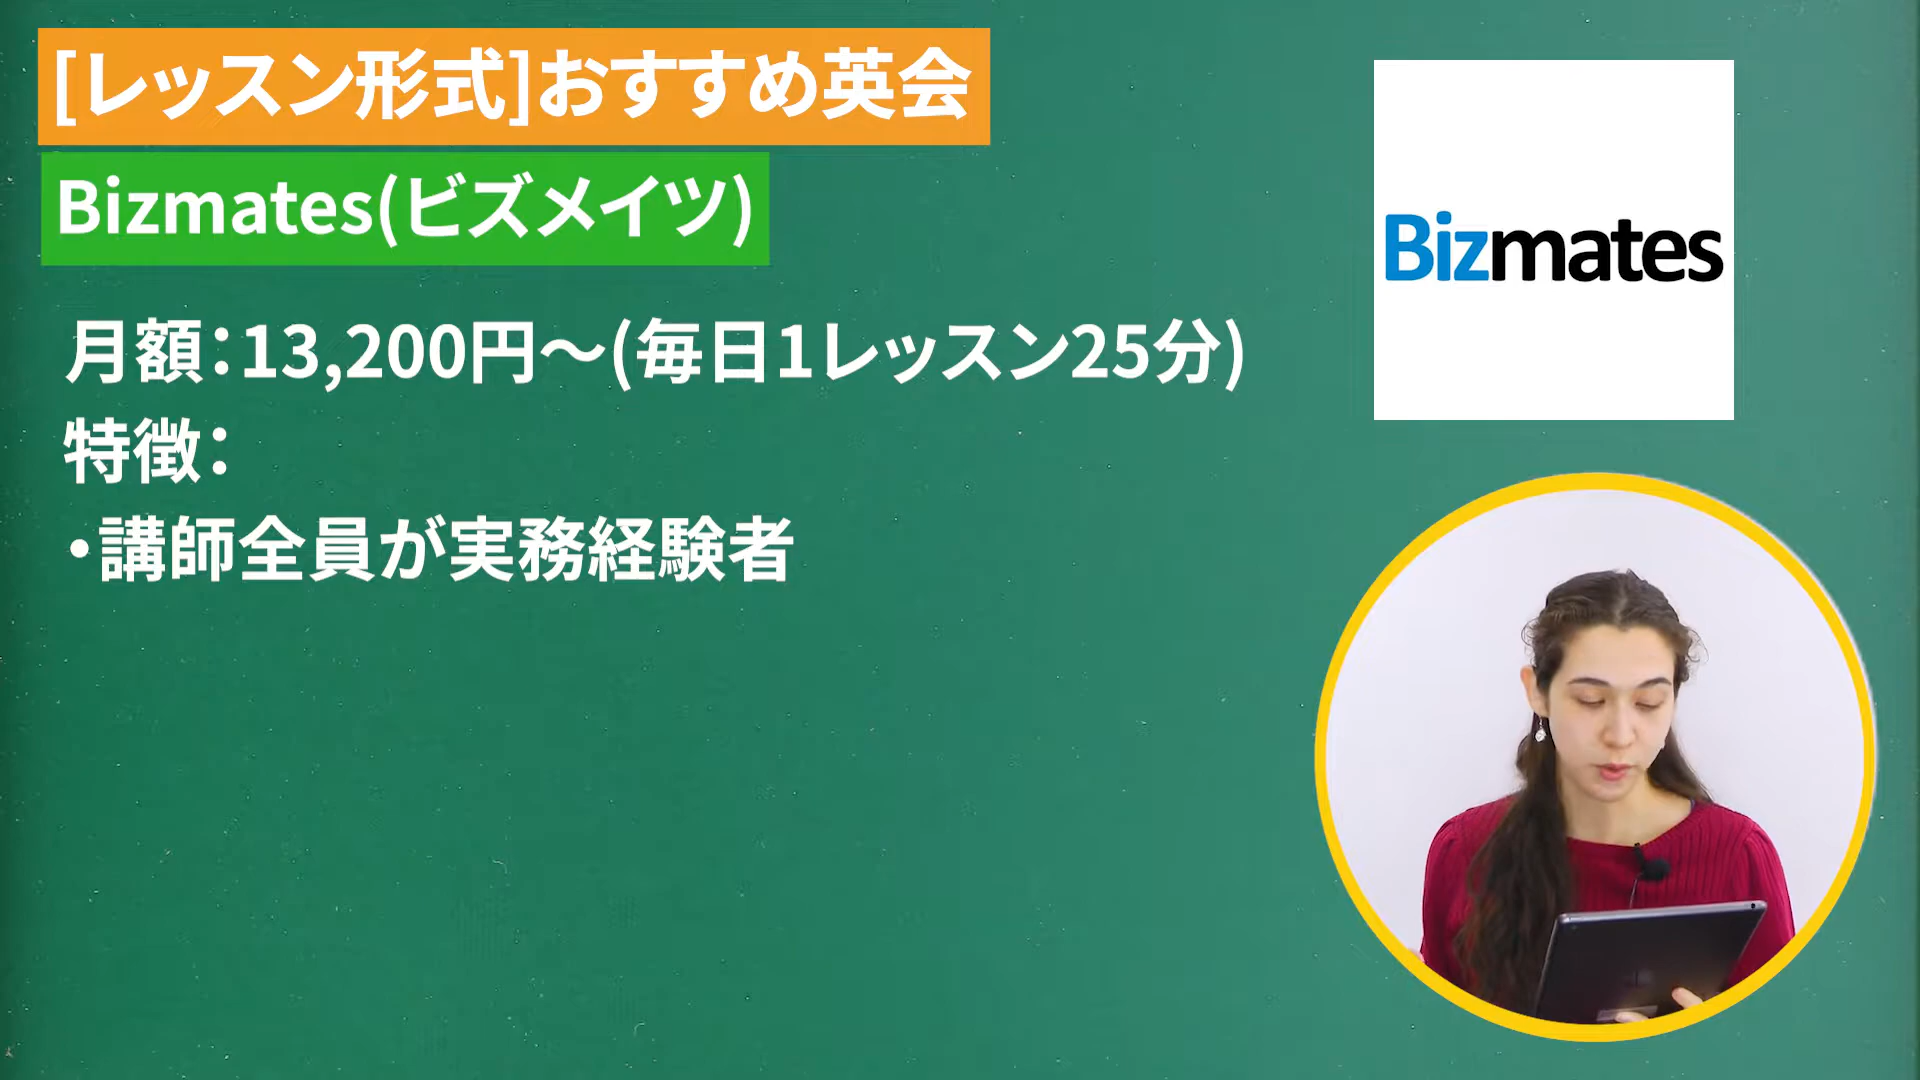 [レッスン形式]おすすめ英会
Bizmates(ビズメイツ)
月額：13,200円〜(毎日1レッスン25分)
特徴：
・講師全員が実務経験者
Bizmates